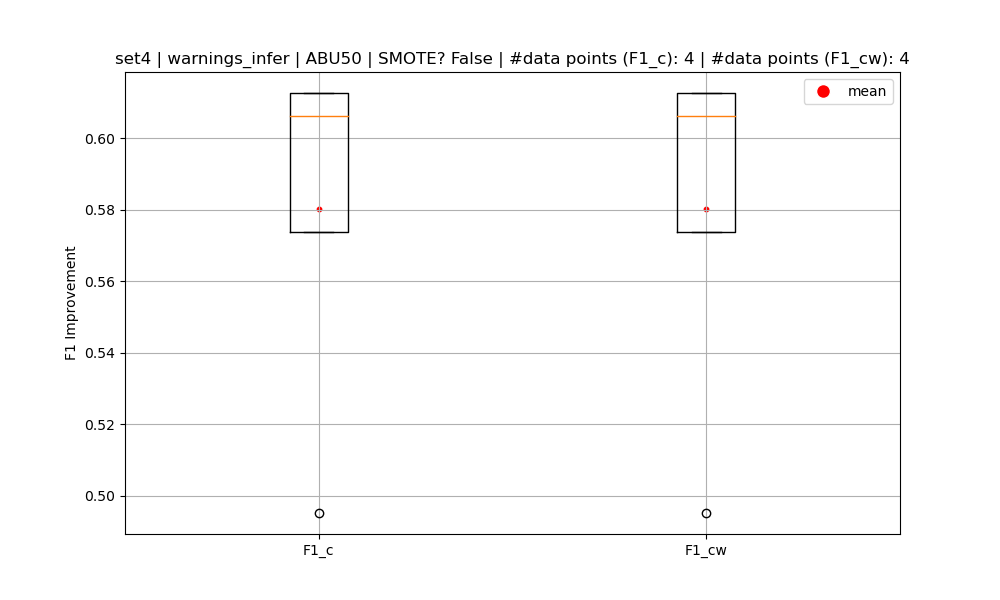 set4 | warnings_infer | ABU50 | SMOTE? False | #data points (F1_c): 4 | #data points (F1_cw): 4
mean
0.60
0.58
0.56
0.54
0.52
0.50
F1 Improvement
F1_c
F1_cw